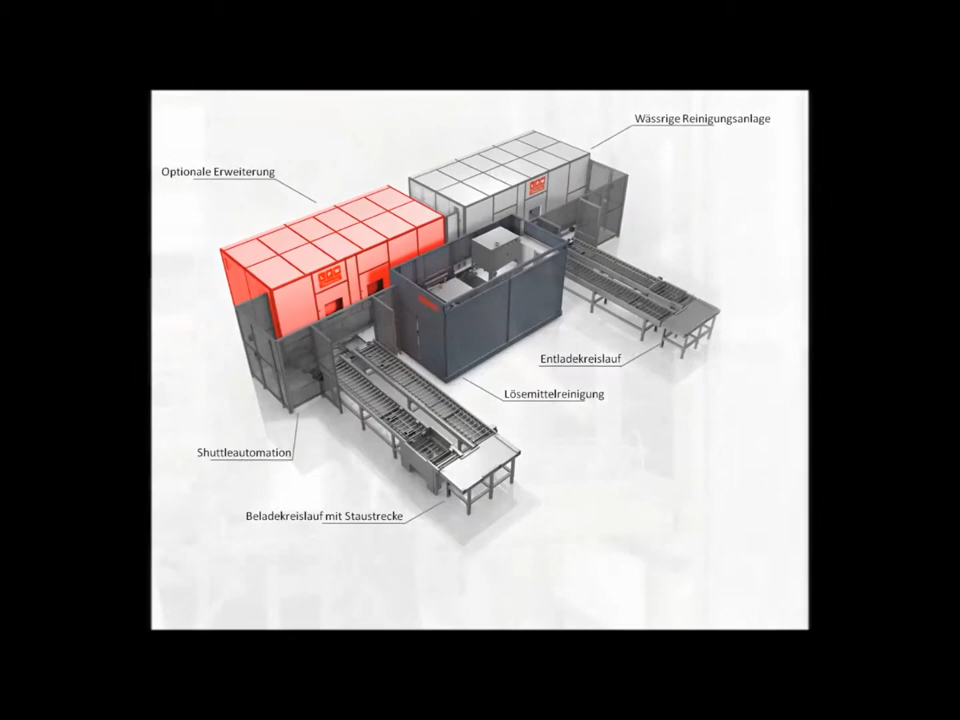 Wässrige Reinigungsanlage
Optionale Erweiterung
Entladekreislauf
Lösemittelreinigung
Shuttleautomation
Beladekreislauf mit Staustrecke